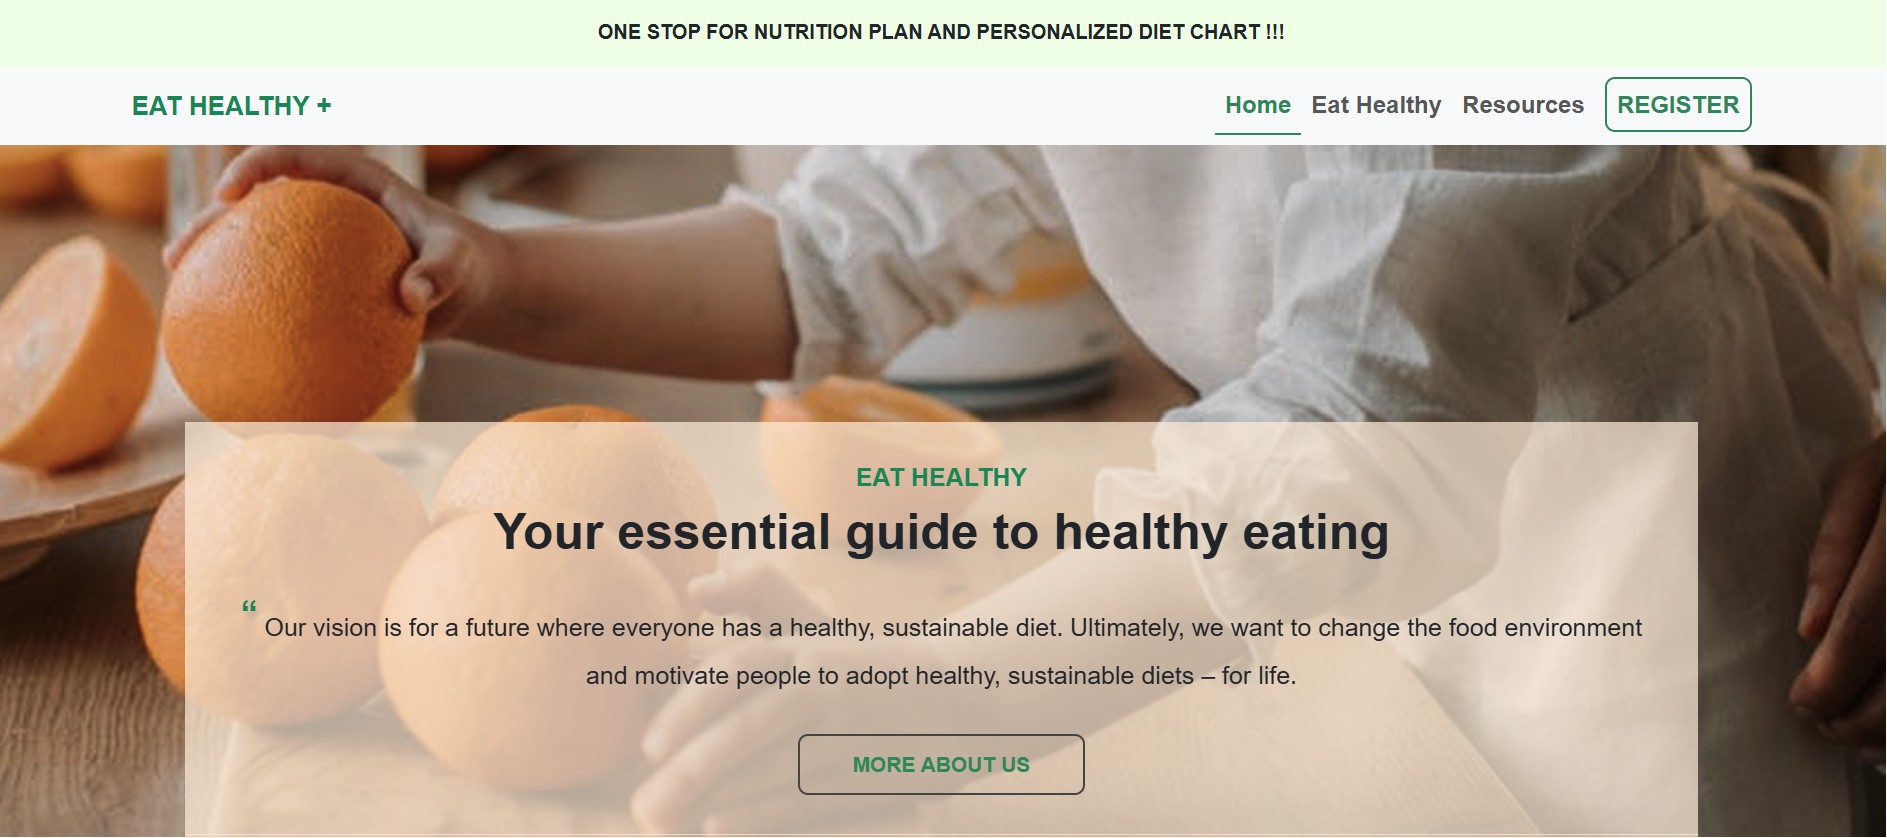 ONE STOP FOR NUTRITION PLAN AND PERSONALIZED DIET CHART !!!
EAT HEALTHY +
Home Eat Healthy Resources REGISTER
EAT HEALTHY
Your essential guide to healthy eating
“ Our vision is for a future where everyone has a healthy, sustainable diet. Ultimately, we want to change the food environment
and motivate people to adopt healthy, sustainable diets – for life.
MORE ABOUT US